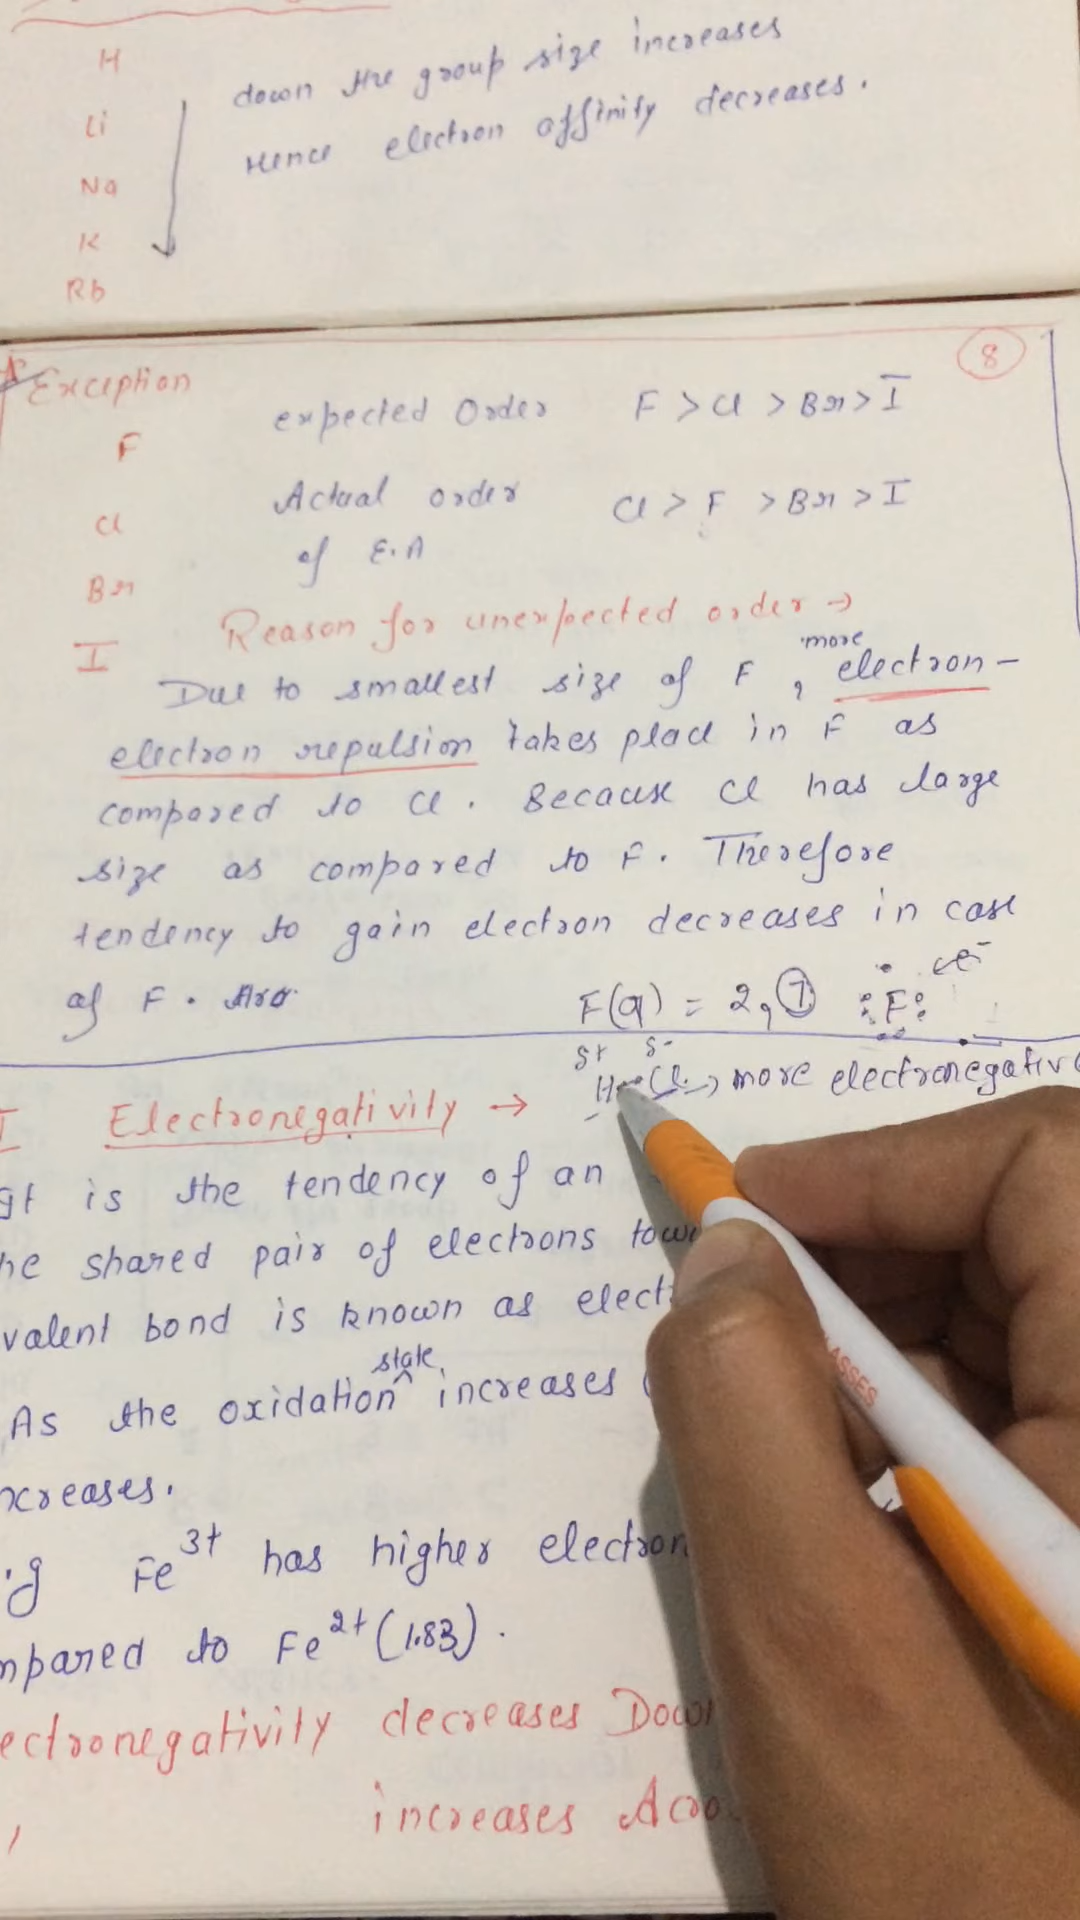 H
Li
Na
K
Rb
down the group size increases
Hence electron affinity decreases.
8
Exception
F
Cl
Br
I
expected Order F > Cl > Br > I
Actual order Cl > F > Br > I
of E.A
Reason for unexpected order →
Due to smallest size of F, more electron-
electron repulsion takes place in F as
compared to Cl. Because Cl has large
size as compared to F. Therefore
tendency to gain electron decreases in case
of F.
F(9) = 2, 7 F e-
δ+ δ-
H Cl → more electronegativ
I Electronegativity →
It is the tendency of an
he shared pair of electrons tow
valent bond is known as elect
As the oxidation state increases
creases.
.g Fe3+ has higher electron
mpared to Fe2+ (1.83).
ectronegativity decreases Dow
increases Acro
ASSES